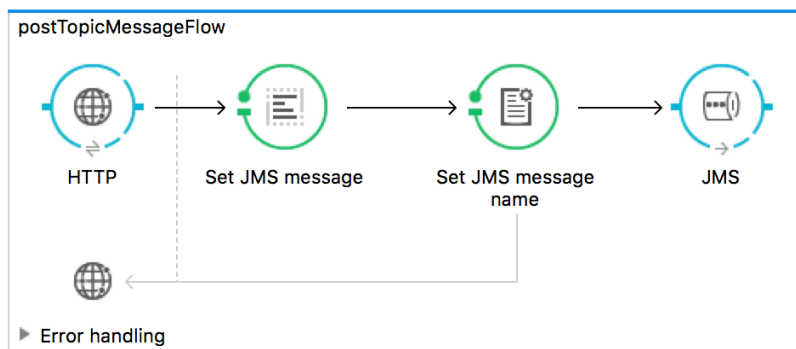 postTopicMessageFlow
HTTP
Set JMS message
Set JMS message
name
JMS
Error handling